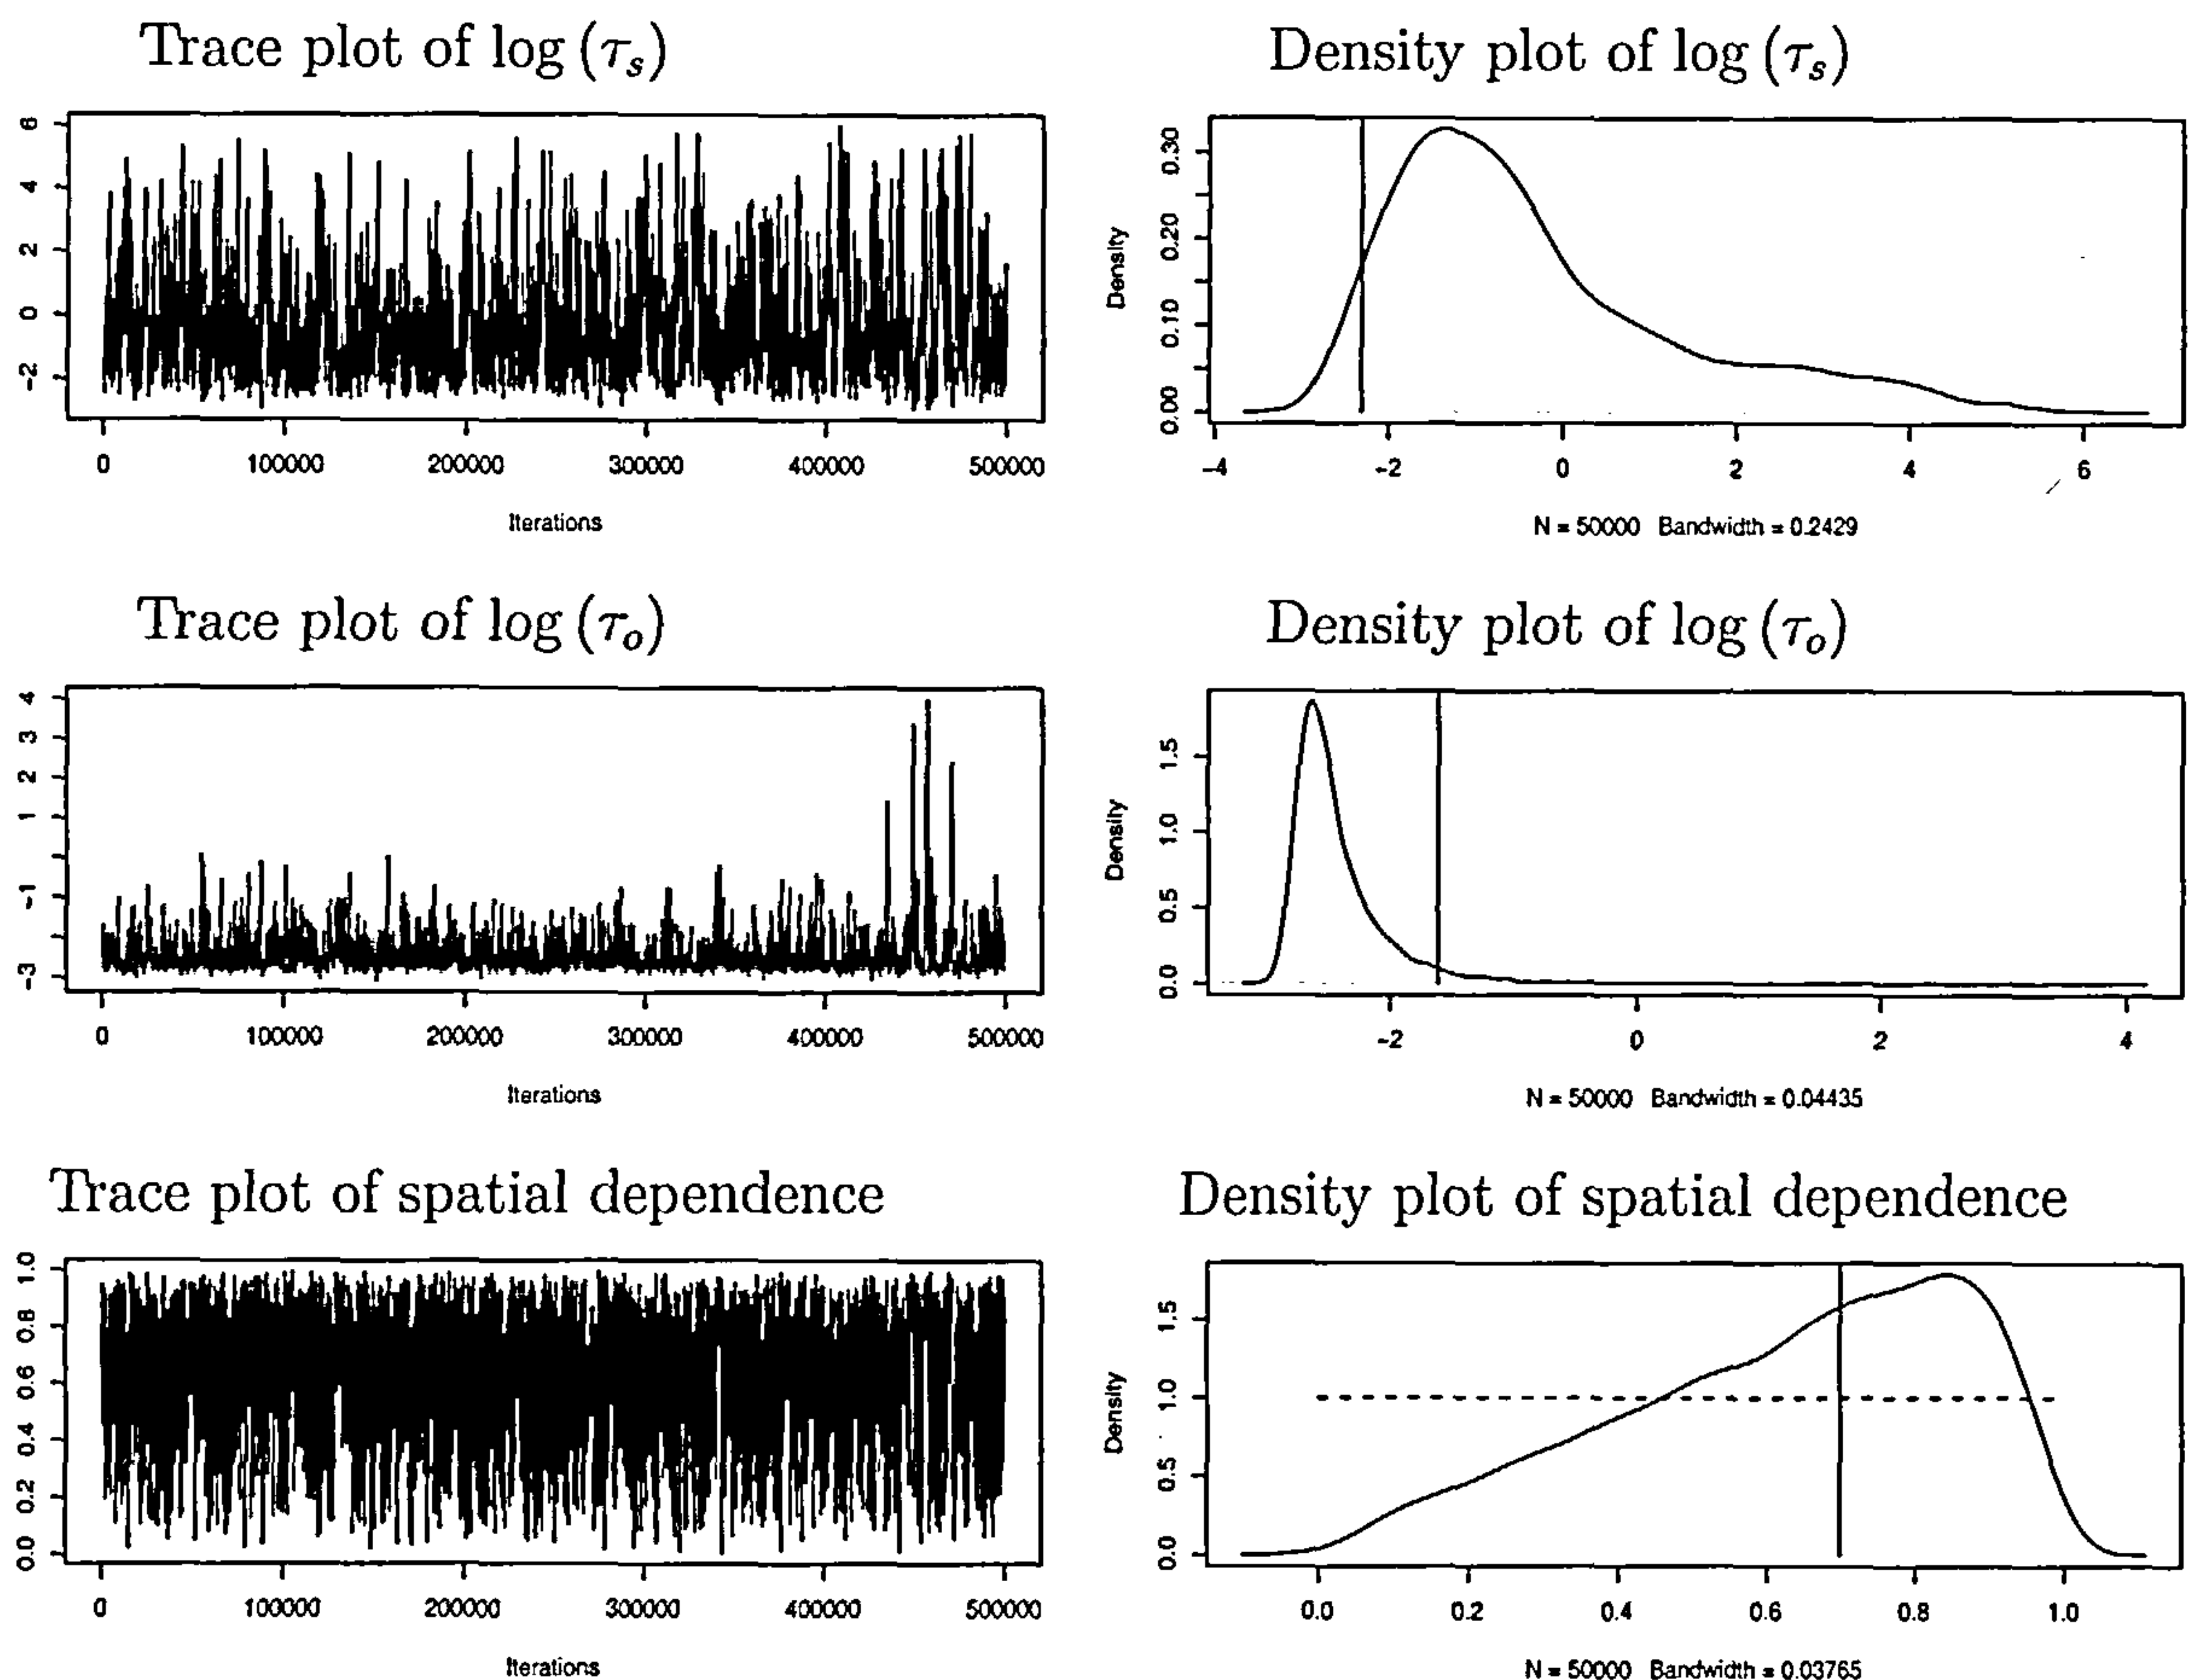 Trace plot of log (τ_s)
6
4
2
0
-2
0 100000 200000 300000 400000 500000
Iterations
Density plot of log (τ_s)
Density
0.30
0.20
0.10
0.00
-4 -2 0 2 4 6
N = 50000 Bandwidth = 0.2429
Trace plot of log (τ_o)
4
3
2
1
-1
-3
0 100000 200000 300000 400000 500000
Iterations
Density plot of log (τ_o)
Density
1.5
1.0
0.5
0.0
-2 0 2 4
N = 50000 Bandwidth = 0.04435
Trace plot of spatial dependence
1.0
0.8
0.6
0.4
0.2
0.0
0 100000 200000 300000 400000 500000
Iterations
Density plot of spatial dependence
Density
1.5
1.0
0.5
0.0
0.0 0.2 0.4 0.6 0.8 1.0
N = 50000 Bandwidth = 0.03765